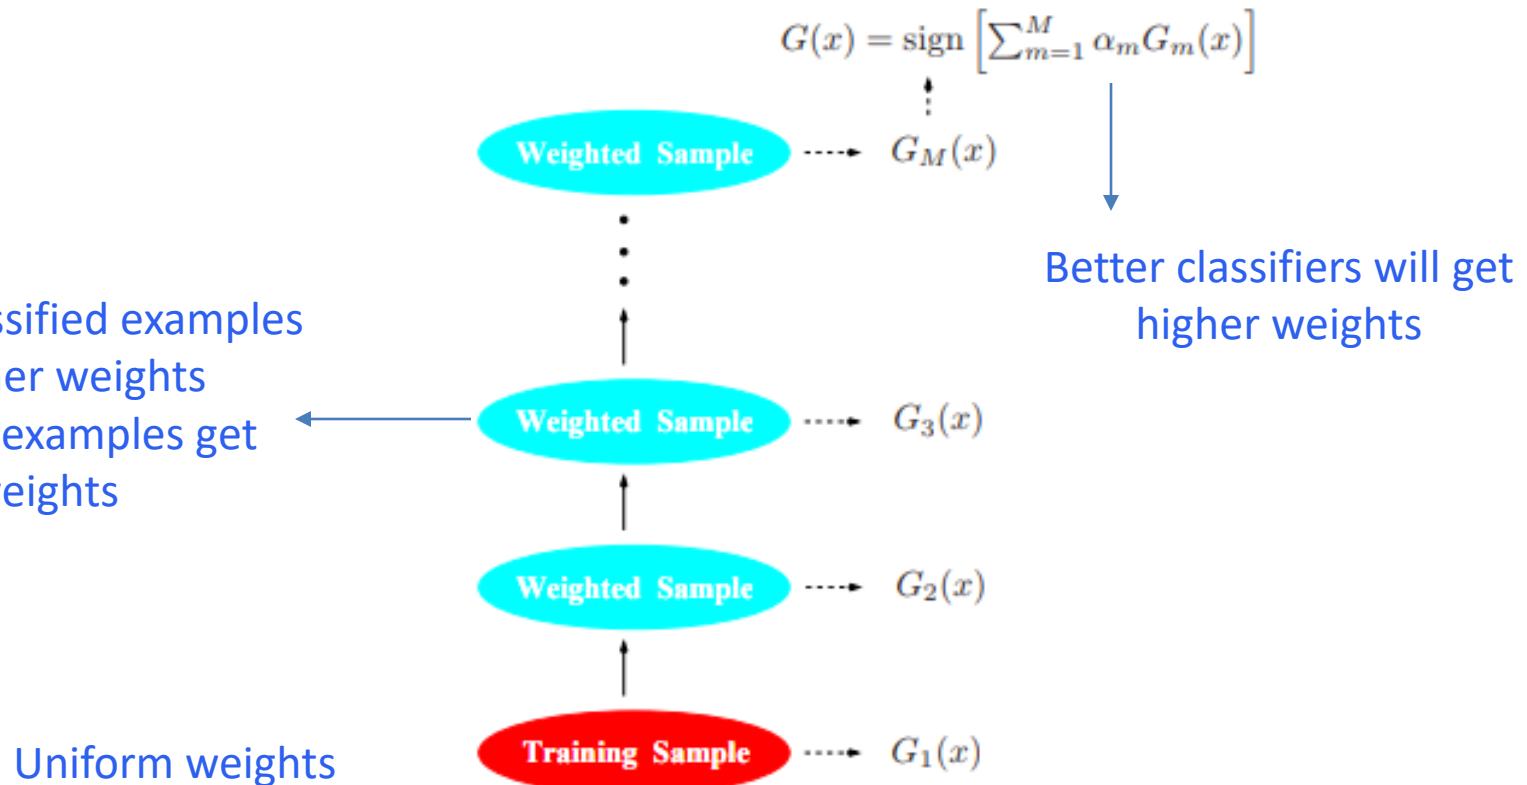 G(x) = sign [∑_{m=1}^{M} α_m G_m(x)]
Weighted Sample G_M(x)
Better classifiers will get
higher weights
ssified examples
er weights
examples get
eights
Weighted Sample G_3(x)
Weighted Sample G_2(x)
Training Sample G_1(x)
Uniform weights